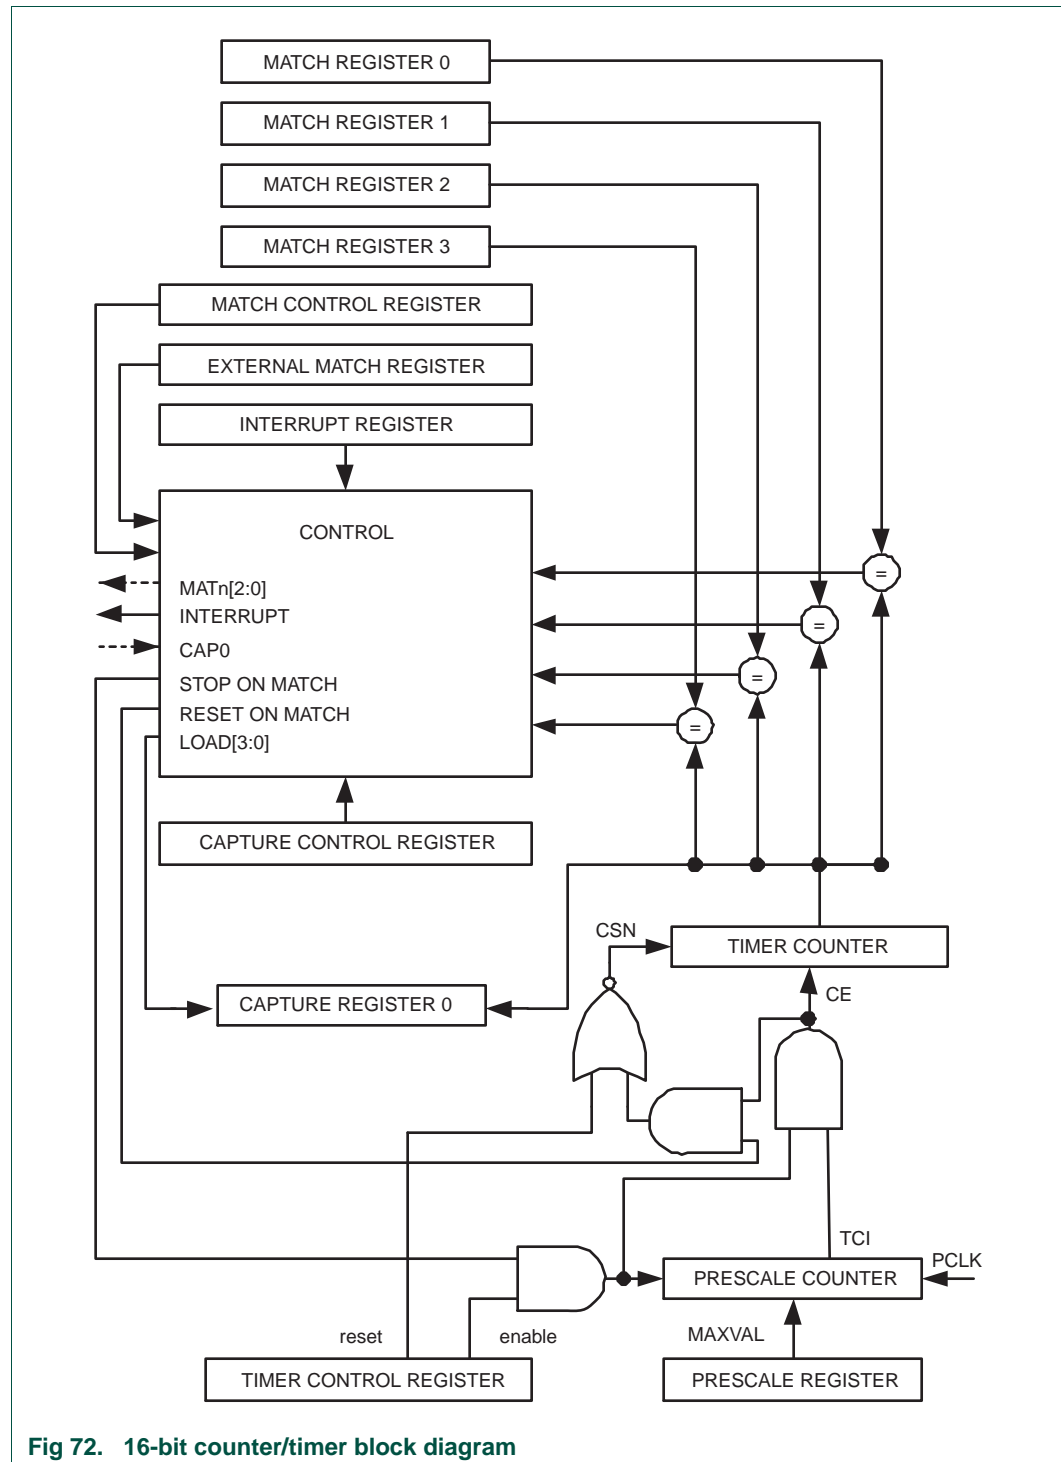 MATCH REGISTER 0
MATCH REGISTER 1
MATCH REGISTER 2
MATCH REGISTER 3
MATCH CONTROL REGISTER
EXTERNAL MATCH REGISTER
INTERRUPT REGISTER
CONTROL
MATn[2:0]
INTERRUPT
CAP0
STOP ON MATCH
RESET ON MATCH
LOAD[3:0]
=
=
=
=
CAPTURE CONTROL REGISTER
CSN
TIMER COUNTER
CE
CAPTURE REGISTER 0
TCI
PCLK
PRESCALE COUNTER
reset
enable
MAXVAL
TIMER CONTROL REGISTER
PRESCALE REGISTER
Fig 72. 16-bit counter/timer block diagram